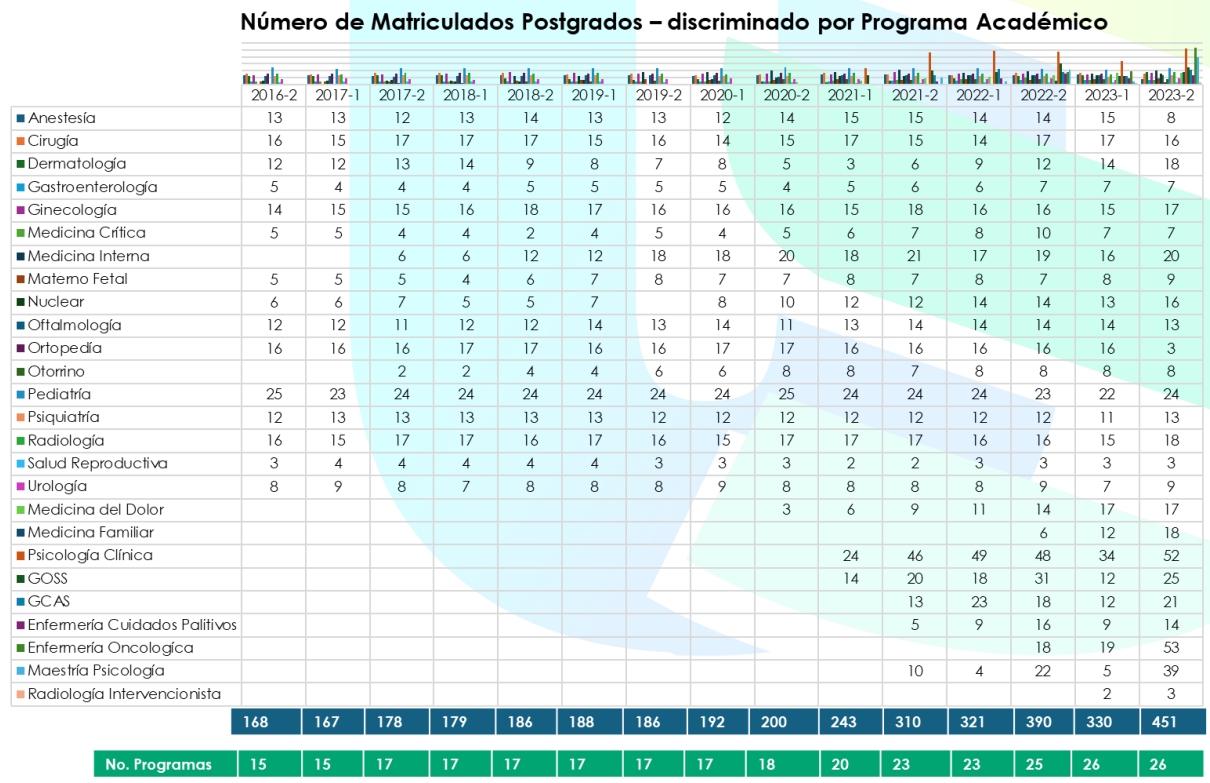 Número de Matriculados Postgrados – discriminado por Programa Académico
2016-2 2017-1 2017-2 2018-1 2018-2 2019-1 2019-2 2020-1 2020-2 2021-1 2021-2 2022-1 2022-2 2023-1 2023-2
Anestesía 13 13 12 13 14 13 13 12 14 15 15 14 14 15 8
Cirugía 16 15 17 17 17 15 16 14 15 17 15 14 17 17 16
Dermatología 12 12 13 14 9 8 7 8 5 3 6 9 12 14 18
Gastroenterología 5 4 4 4 5 5 5 5 4 5 6 6 7 7 7
Ginecología 14 15 15 16 18 17 16 16 16 15 18 16 16 15 17
Medicina Crítica 5 5 4 4 2 4 5 4 5 6 7 8 10 7 7
Medicina Interna 6 6 12 12 18 18 20 18 21 17 19 16 20
Materno Fetal 5 5 5 4 6 7 8 7 7 8 7 8 7 8 9
Nuclear 6 6 7 5 5 7 8 10 12 12 14 14 13 16
Oftalmología 12 12 11 12 12 14 13 14 11 13 14 14 14 14 13
Ortopedía 16 16 16 17 17 16 16 17 17 16 16 16 16 16 3
Otorrino 2 2 4 4 6 6 8 8 7 8 8 8 8
Pediatría 25 23 24 24 24 24 24 24 25 24 24 24 23 22 24
Psiquiatría 12 13 13 13 13 13 12 12 12 12 12 12 12 11 13
Radiología 16 15 17 17 16 17 16 15 17 17 17 16 16 15 18
Salud Reproductiva 3 4 4 4 4 4 3 3 3 2 2 3 3 3 3
Urología 8 9 8 7 8 8 8 9 8 8 8 8 9 7 9
Medicina del Dolor 3 6 9 11 14 17 17
Medicina Familiar 6 12 18
Psicología Clínica 24 46 49 48 34 52
GOSS 14 20 18 31 12 25
GCAS 13 23 18 12 21
Enfermería Cuidados Palitivos 5 9 16 9 14
Enfermería Oncologíca 18 19 53
Maestría Psicología 10 4 22 5 39
Radiología Intervencionista 2 3
168 167 178 179 186 188 186 192 200 243 310 321 390 330 451
No. Programas 15 15 17 17 17 17 17 17 18 20 23 23 25 26 26